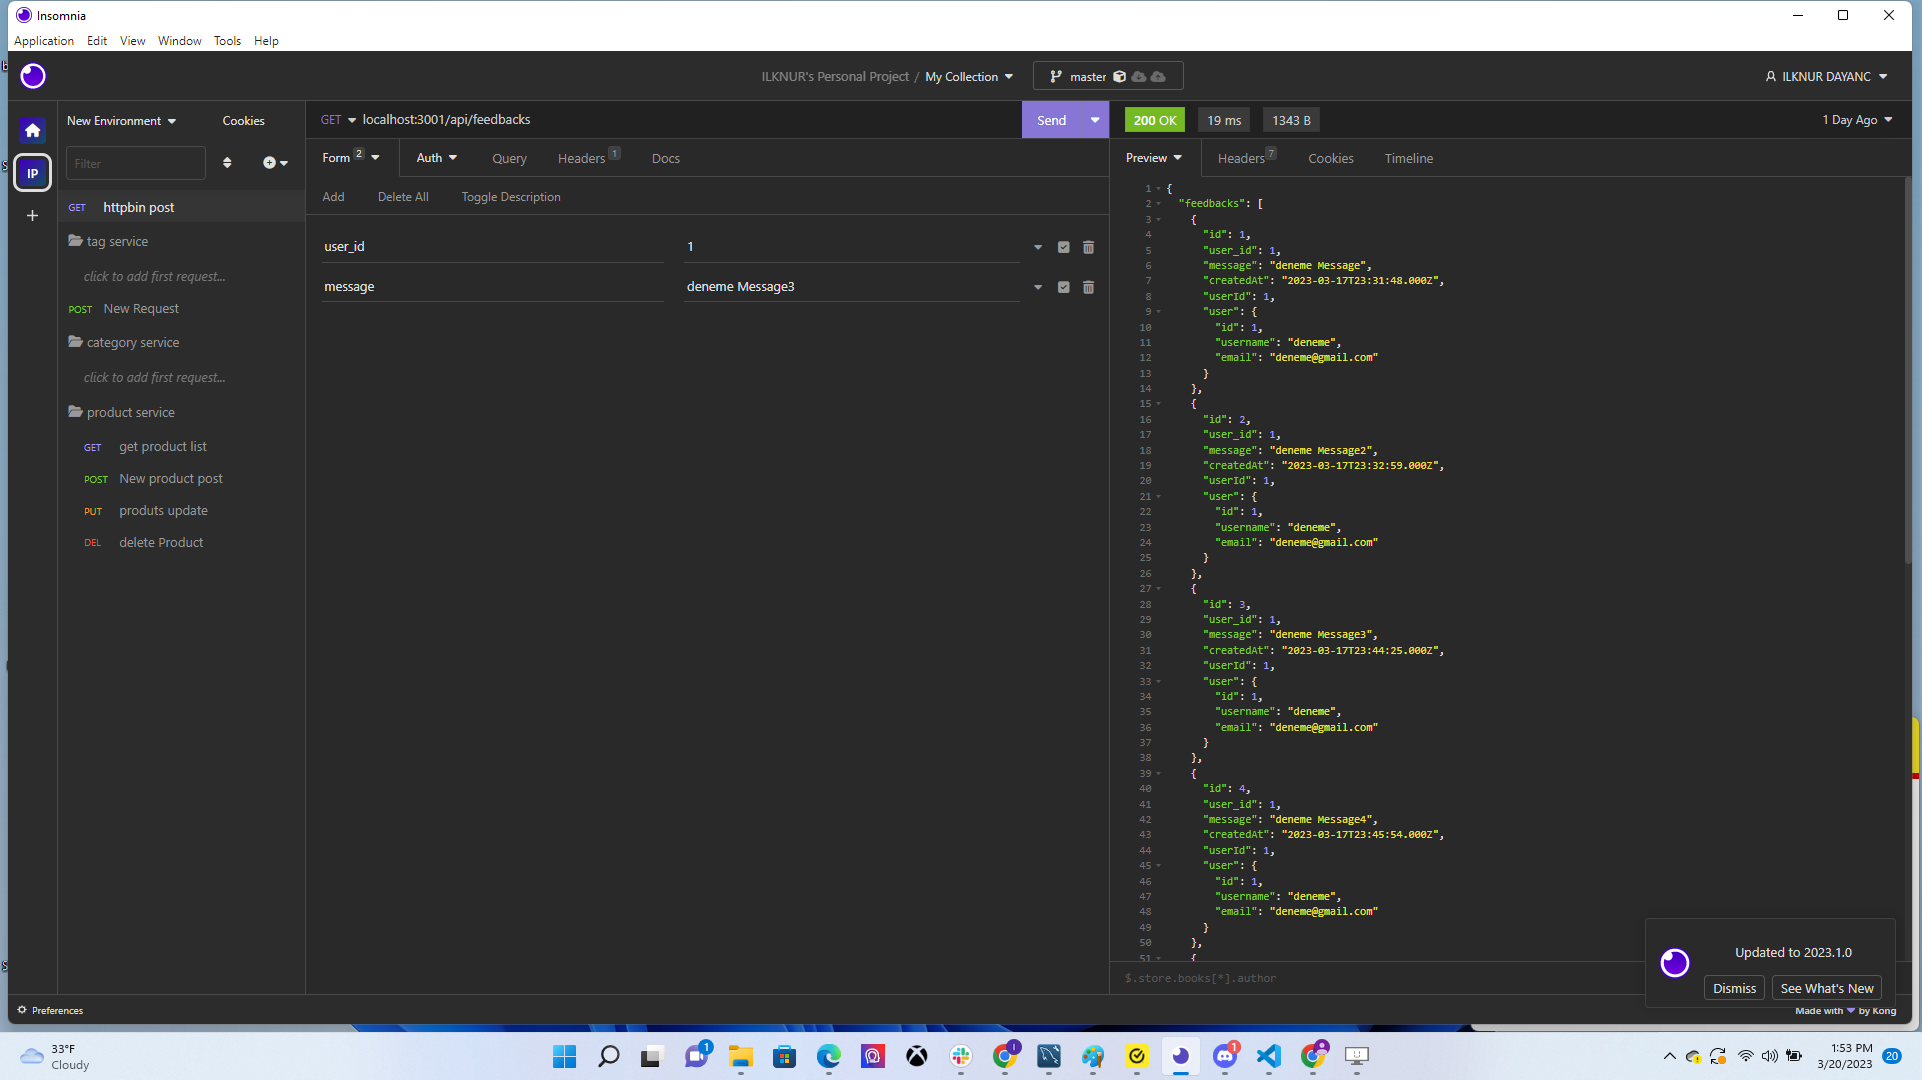 Insomnia
Application Edit View Window Tools Help
ILKNUR's Personal Project / My Collection
master
ILKNUR DAYANC
New Environment
Cookies
GET localhost:3001/api/feedbacks
Send
200 OK
19 ms
1343 B
1 Day Ago
Filter
IP
Form 2
Auth
Query
Headers 1
Docs
Preview
Headers 7
Cookies
Timeline
Add
Delete All
Toggle Description
GET httpbin post
tag service
click to add first request...
POST New Request
category service
click to add first request...
product service
GET get product list
POST New product post
PUT produts update
DEL delete Product
user_id 1
message deneme Message3
1 {
2 "feedbacks": [
3 {
4 "id": 1,
5 "user_id": 1,
6 "message": "deneme Message",
7 "createdAt": "2023-03-17T23:31:48.000Z",
8 "userId": 1,
9 "user": {
10 "id": 1,
11 "username": "deneme",
12 "email": "deneme@gmail.com"
13 }
14 },
15 {
16 "id": 2,
17 "user_id": 1,
18 "message": "deneme Message2",
19 "createdAt": "2023-03-17T23:32:59.000Z",
20 "userId": 1,
21 "user": {
22 "id": 1,
23 "username": "deneme",
24 "email": "deneme@gmail.com"
25 }
26 },
27 {
28 "id": 3,
29 "user_id": 1,
30 "message": "deneme Message3",
31 "createdAt": "2023-03-17T23:44:25.000Z",
32 "userId": 1,
33 "user": {
34 "id": 1,
35 "username": "deneme",
36 "email": "deneme@gmail.com"
37 }
38 },
39 {
40 "id": 4,
41 "user_id": 1,
42 "message": "deneme Message4",
43 "createdAt": "2023-03-17T23:45:54.000Z",
44 "userId": 1,
45 "user": {
46 "id": 1,
47 "username": "deneme",
48 "email": "deneme@gmail.com"
49 }
50 },
51 {
$.store.books[*].author
Updated to 2023.1.0
Dismiss
See What's New
Preferences
Made with by Kong
33°F
Cloudy
1
1
1:53 PM
3/20/2023
20